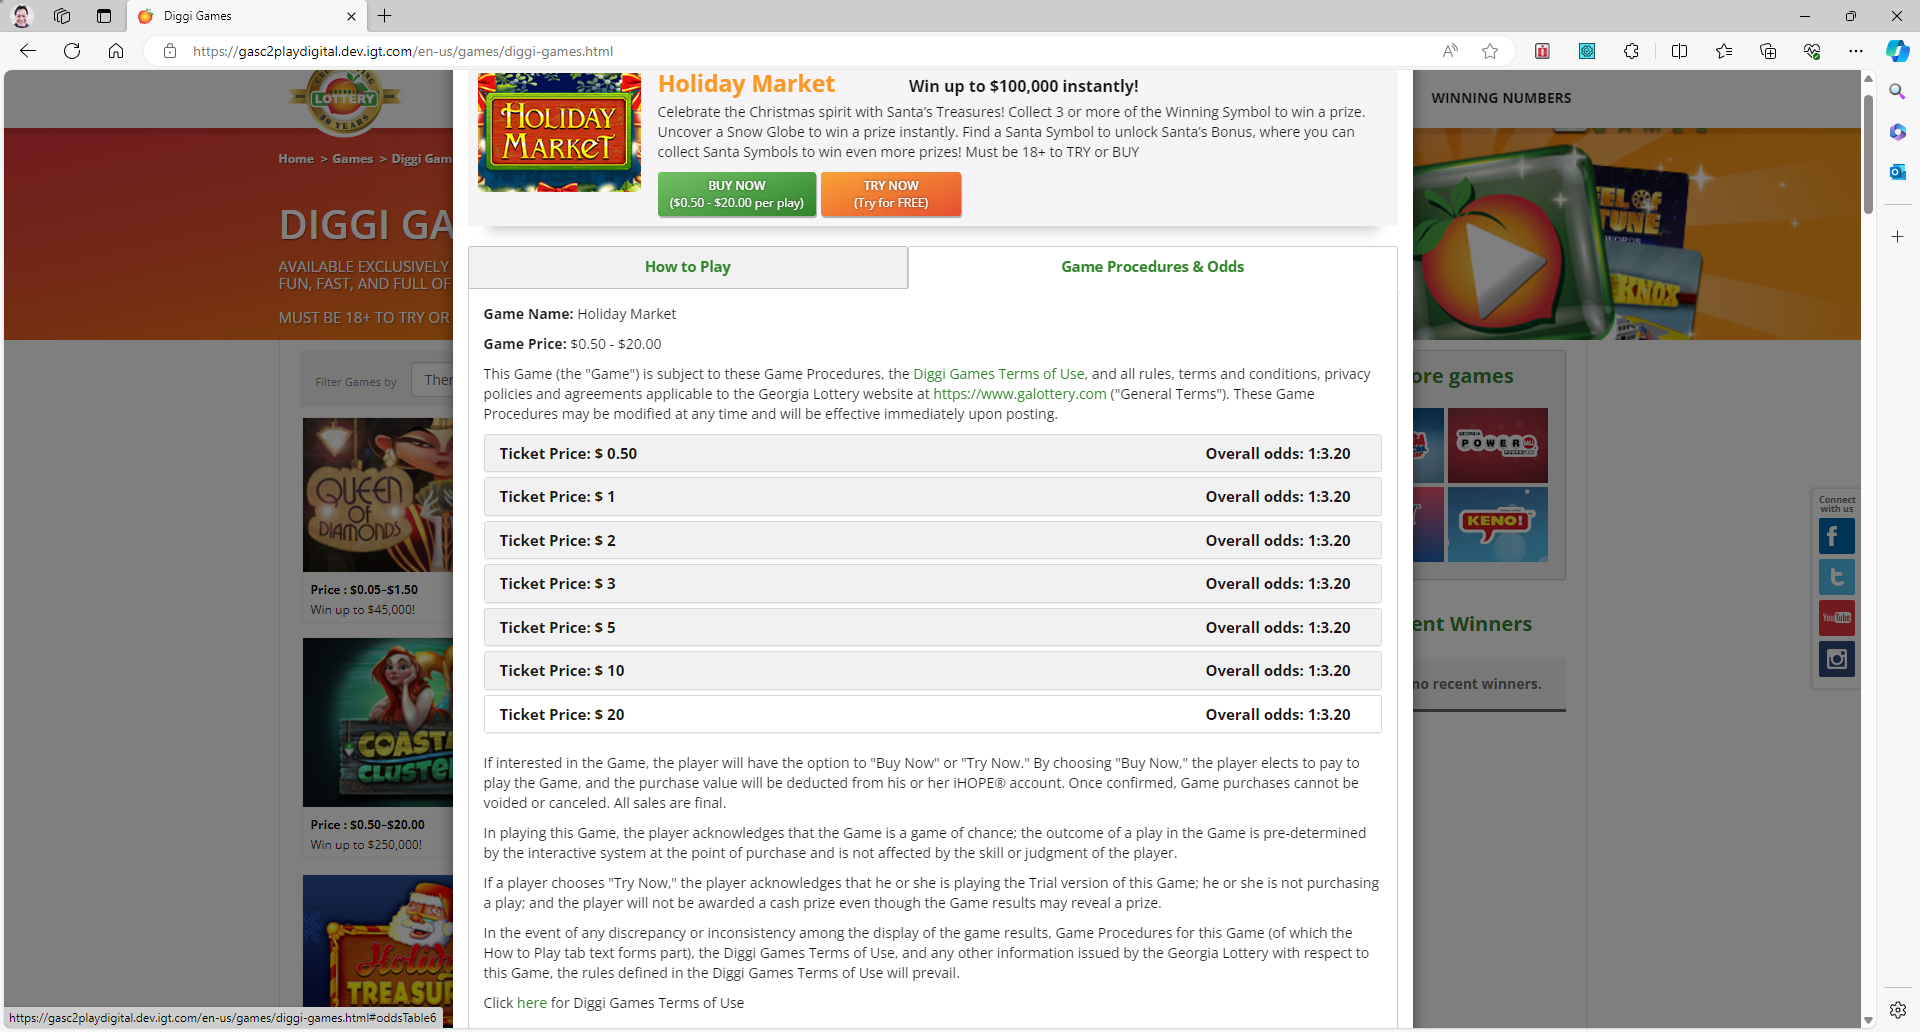 Diggi Games
https://gasc2playdigital.dev.igt.com/en-us/games/diggi-games.html
GEORGIA
LOTTERY
30 YEARS
WINNING NUMBERS
Home > Games > Diggi Gam
DIGGI GA
AVAILABLE EXCLUSIVELY
FUN, FAST, AND FULL OF
MUST BE 18+ TO TRY OR
GAMES
EEL OF
TUNE
WORDS
KNOX
HOLIDAY
MARKET
Holiday Market
Win up to $100,000 instantly!
Celebrate the Christmas spirit with Santa’s Treasures! Collect 3 or more of the Winning Symbol to win a prize.
Uncover a Snow Globe to win a prize instantly. Find a Santa Symbol to unlock Santa’s Bonus, where you can
collect Santa Symbols to win even more prizes! Must be 18+ to TRY or BUY
BUY NOW
($0.50 - $20.00 per play)
TRY NOW
(Try for FREE)
How to Play
Game Procedures & Odds
Game Name: Holiday Market
Game Price: $0.50 - $20.00
This Game (the "Game") is subject to these Game Procedures, the Diggi Games Terms of Use, and all rules, terms and conditions, privacy
policies and agreements applicable to the Georgia Lottery website at https://www.galottery.com ("General Terms"). These Game
Procedures may be modified at any time and will be effective immediately upon posting.
Ticket Price: $ 0.50 Overall odds: 1:3.20
Ticket Price: $ 1 Overall odds: 1:3.20
Ticket Price: $ 2 Overall odds: 1:3.20
Ticket Price: $ 3 Overall odds: 1:3.20
Ticket Price: $ 5 Overall odds: 1:3.20
Ticket Price: $ 10 Overall odds: 1:3.20
Ticket Price: $ 20 Overall odds: 1:3.20
If interested in the Game, the player will have the option to "Buy Now" or "Try Now." By choosing "Buy Now," the player elects to pay to
play the Game, and the purchase value will be deducted from his or her iHOPE® account. Once confirmed, Game purchases cannot be
voided or canceled. All sales are final.
In playing this Game, the player acknowledges that the Game is a game of chance; the outcome of a play in the Game is pre-determined
by the interactive system at the point of purchase and is not affected by the skill or judgment of the player.
If a player chooses "Try Now," the player acknowledges that he or she is playing the Trial version of this Game; he or she is not purchasing
a play; and the player will not be awarded a cash prize even though the Game results may reveal a prize.
In the event of any discrepancy or inconsistency among the display of the game results, Game Procedures for this Game (of which the
How to Play tab text forms part), the Diggi Games Terms of Use, and any other information issued by the Georgia Lottery with respect to
this Game, the rules defined in the Diggi Games Terms of Use will prevail.
Click here for Diggi Games Terms of Use
Filter Games by
Ther
QUEEN
OF
DIAMONDS
Price : $0.05–$1.50
Win up to $45,000!
COASTA
CLUSTE
Price : $0.50–$20.00
Win up to $250,000!
Holid
TREASU
ore games
GEORGIA
POWERBALL
KENO!
ent Winners
no recent winners.
Connect
with us
YouTube
https://gasc2playdigital.dev.igt.com/en-us/games/diggi-games.html#oddsTable6